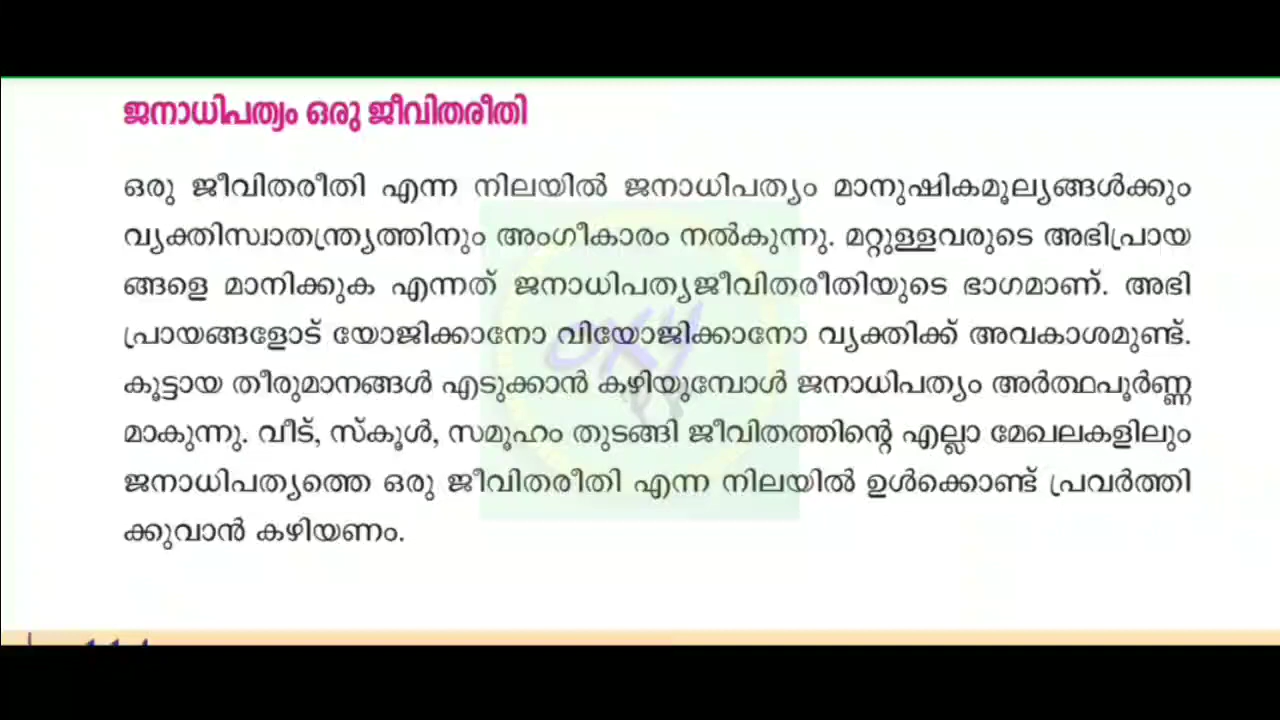 ജനാധിപത്യം ഒരു ജീവിതരീതി
ഒരു ജീവിതരീതി എന്ന നിലയിൽ ജനാധിപത്യം മാനുഷികമൂല്യങ്ങൾക്കും
വ്യക്തിസ്വാതന്ത്ര്യത്തിനും അംഗീകാരം നൽകുന്നു. മറ്റുള്ളവരുടെ അഭിപ്രായ
ങ്ങളെ മാനിക്കുക എന്നത് ജനാധിപത്യജീവിതരീതിയുടെ ഭാഗമാണ്. അഭി
പ്രായങ്ങളോട് യോജിക്കാനോ വിയോജിക്കാനോ വ്യക്തിക്ക് അവകാശമുണ്ട്.
കൂട്ടായ തീരുമാനങ്ങൾ എടുക്കാൻ കഴിയുമ്പോൾ ജനാധിപത്യം അർത്ഥപൂർണ്ണ
മാകുന്നു. വീട്, സ്കൂൾ, സമൂഹം തുടങ്ങി ജീവിതത്തിന്റെ എല്ലാ മേഖലകളിലും
ജനാധിപത്യത്തെ ഒരു ജീവിതരീതി എന്ന നിലയിൽ ഉൾക്കൊണ്ട് പ്രവർത്തി
ക്കുവാൻ കഴിയണം.